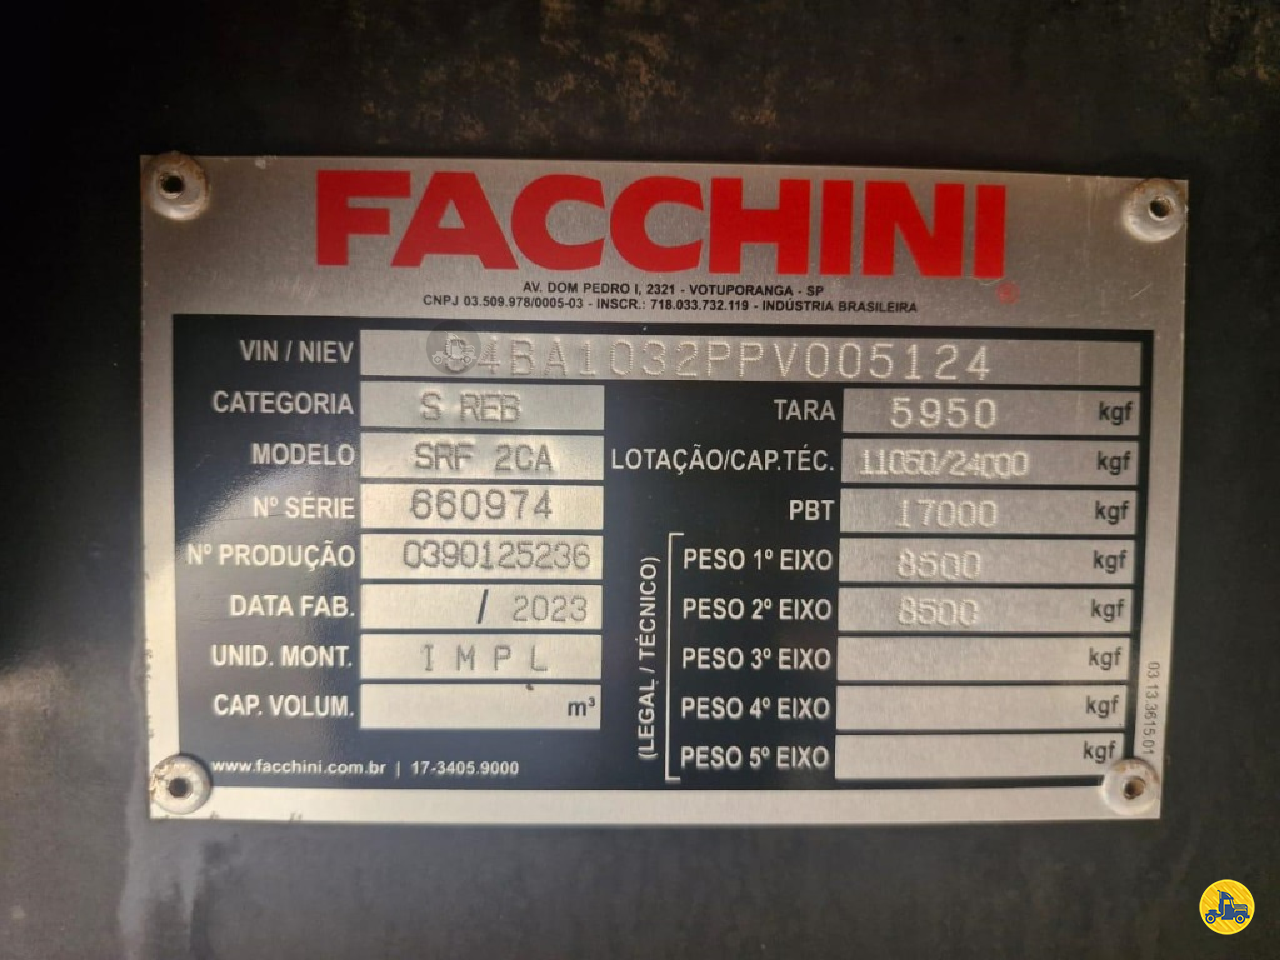 FACCHINI
AV. DOM PEDRO I, 2321 - VOTUPORANGA - SP
CNPJ 03.509.978/0005-03 - INSCR.: 718.033.732.119 - INDÚSTRIA BRASILEIRA
VIN / NIEV 94BA1032PPV005124
CATEGORIA S REB
MODELO SRF 2CA
Nº SÉRIE 660974
Nº PRODUÇÃO 0390125236
DATA FAB. / 2023
UNID. MONT. IMPL
CAP. VOLUM. m³
www.facchini.com.br | 17-3405.9000
TARA 5950 kgf
LOTAÇÃO/CAP.TÉC. 11050/24000 kgf
PBT 17000 kgf
(LEGAL / TÉCNICO)
PESO 1º EIXO 8500 kgf
PESO 2º EIXO 8500 kgf
PESO 3º EIXO kgf
PESO 4º EIXO kgf
PESO 5º EIXO kgf
03.13.3615.01